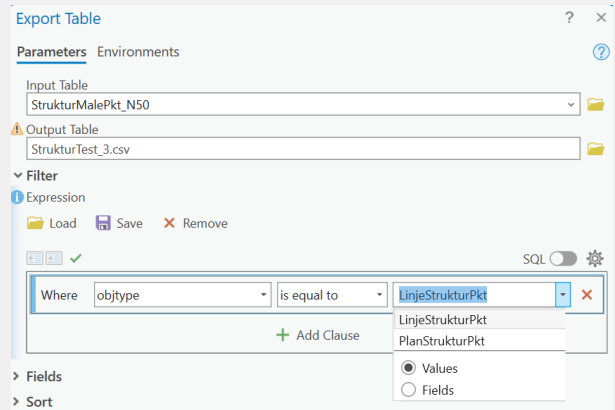 Export Table ? ×
Parameters Environments ?
Input Table
StrukturMalePkt_N50
Output Table
StrukturTest_3.csv
Filter
Expression
Load Save Remove
SQL
Where objtype is equal to LinjeStrukturPkt
LinjeStrukturPkt
Add Clause PlanStrukturPkt
Values
Fields Fields
Sort